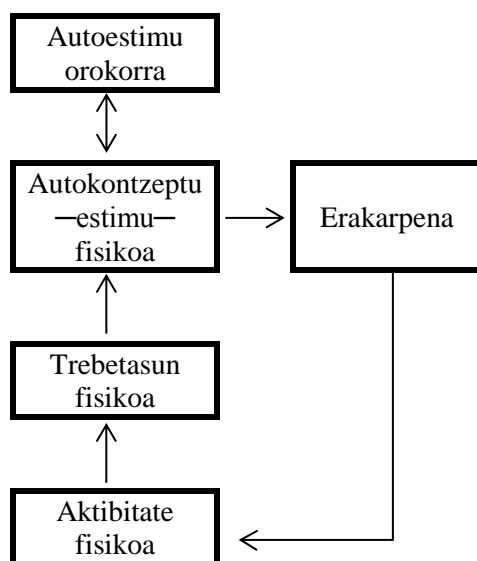 Autoestimu
orokorra
Autokontzeptu
—estimu—
fisikoa
Erakarpena
Trebetasun
fisikoa
Aktibitate
fisikoa